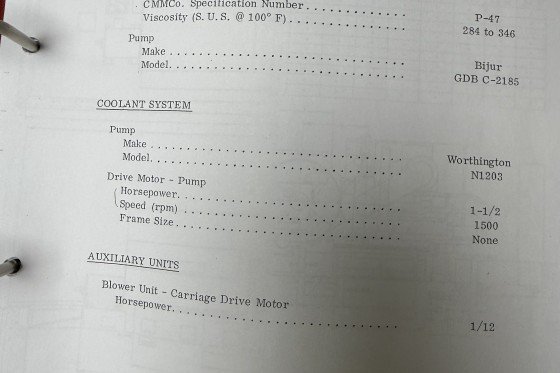 . CMMCo. Specification Number . . . . . . . . . . . . P-47
Viscosity (S. U. S. @ 100° F) . . . . . . . . . . . . . . 284 to 346
Pump
Make . . . . . . . . . . . . . . . . . . . . . . . . . . . . . Bijur
Model. . . . . . . . . . . . . . . . . . . . . . . . . . . . . GDB C-2185
COOLANT SYSTEM
Pump
Make . . . . . . . . . . . . . . . . . . . . . . . . . . . . . Worthington
Model. . . . . . . . . . . . . . . . . . . . . . . . . . . . . N1203
Drive Motor - Pump
Horsepower. . . . . . . . . . . . . . . . . . . . . . . . . 1-1/2
Speed (rpm) . . . . . . . . . . . . . . . . . . . . . . . . 1500
Frame Size . . . . . . . . . . . . . . . . . . . . . . . . . None
AUXILIARY UNITS
Blower Unit - Carriage Drive Motor
Horsepower. . . . . . . . . . . . . . . . . . . . . . . . . 1/12